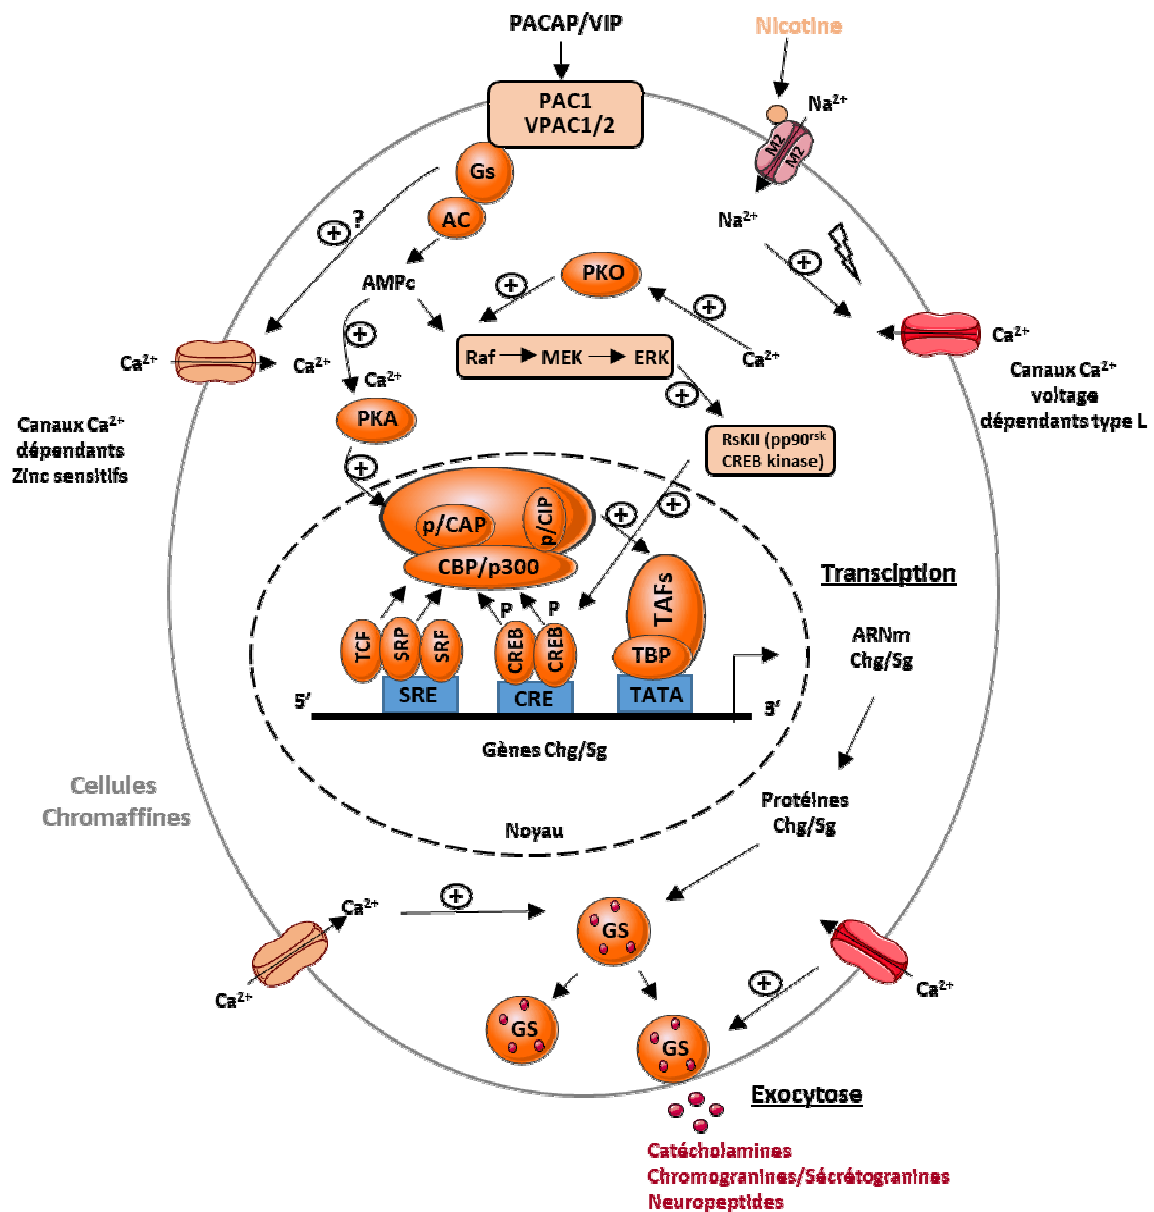 PACAP/VIP
Nicotine
PAC1
VPAC1/2
Na²⁺
M2
M2
Gs
AC
+
?
Na²⁺
+
AMPc
PKO
+
+
+
Ca²⁺
Ca²⁺
Raf
MEK
ERK
Ca²⁺
Ca²⁺
Ca²⁺
PKA
+
Canaux Ca²⁺
voltage
dépendants type L
Canaux Ca²⁺
dépendants
Zinc sensitifs
RsKII (pp90ʳˢᵏ
CREB kinase)
+
p/CAP
p/CIP
+
+
CBP/p300
Transciption
P
P
TAFs
TCF
SRP
SRF
CREB
CREB
TBP
ARNm
Chg/Sg
SRE
CRE
TATA
5’
3’
Gènes Chg/Sg
Cellules
Chromaffines
Protéines
Chg/Sg
Noyau
Ca²⁺
+
GS
Ca²⁺
+
Ca²⁺
GS
GS
Exocytose
Catécholamines
Chromogranines/Sécrétogranines
Neuropeptides